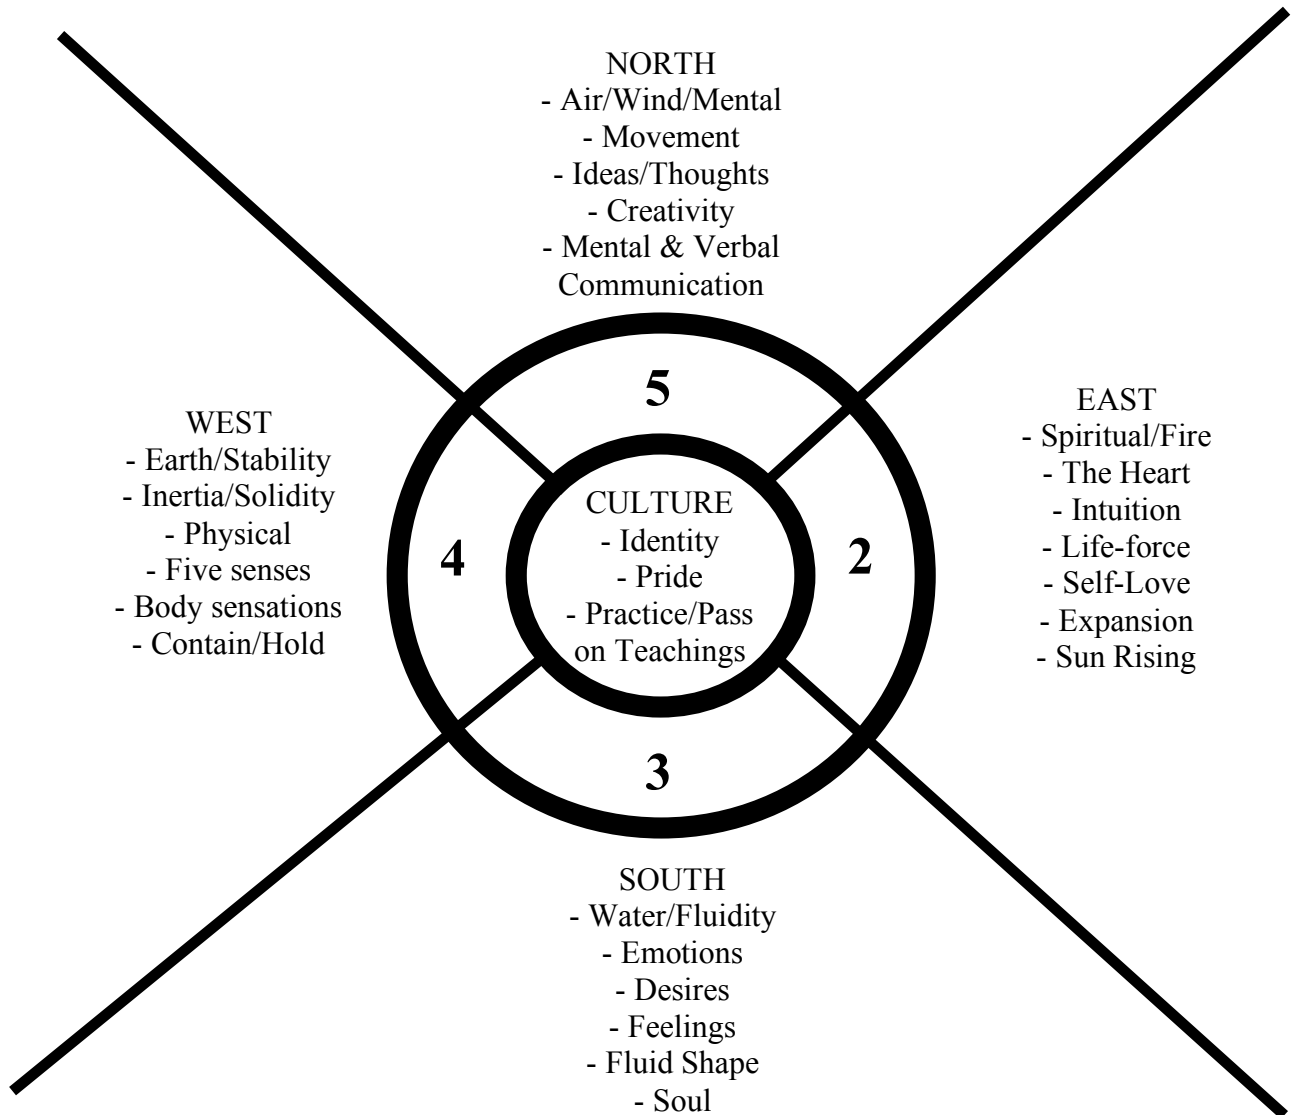 NORTH
- Air/Wind/Mental
- Movement
- Ideas/Thoughts
- Creativity
- Mental & Verbal
Communication
5
WEST
- Earth/Stability
- Inertia/Solidity
- Physical
- Five senses
- Body sensations
- Contain/Hold
4
CULTURE
- Identity
- Pride
- Practice/Pass
on Teachings
2
EAST
- Spiritual/Fire
- The Heart
- Intuition
- Life-force
- Self-Love
- Expansion
- Sun Rising
3
SOUTH
- Water/Fluidity
- Emotions
- Desires
- Feelings
- Fluid Shape
- Soul